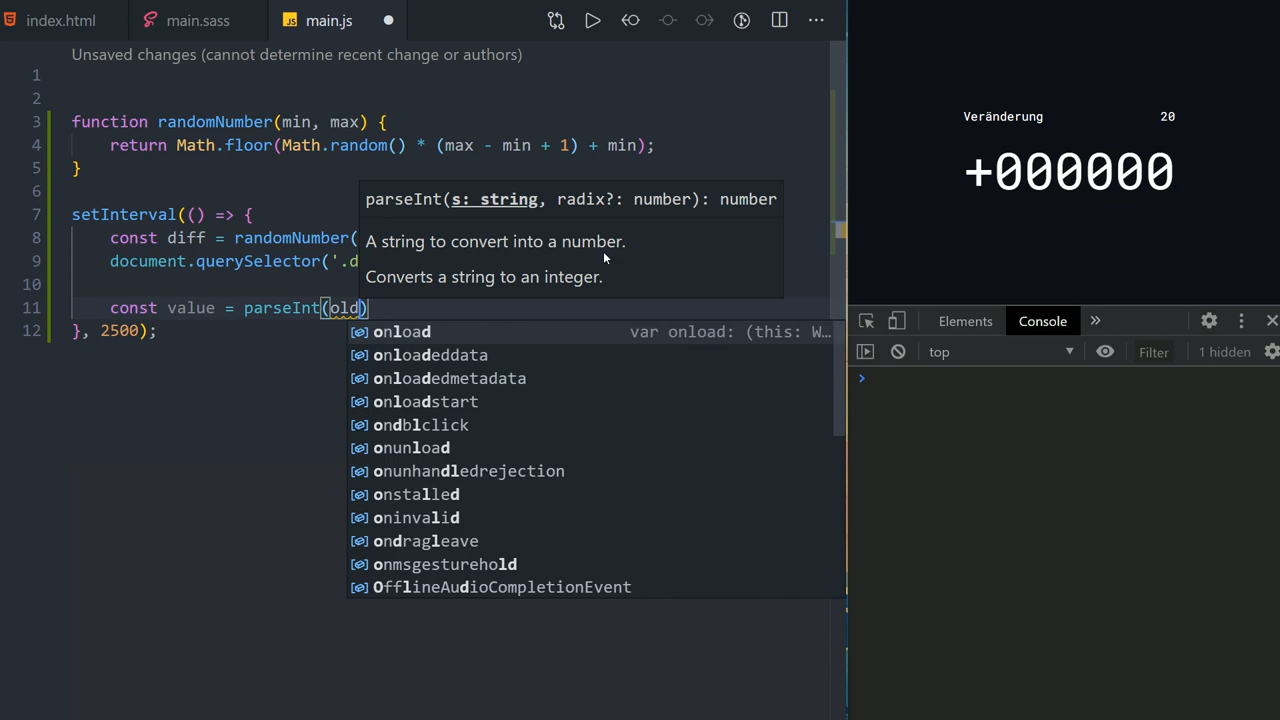 index.html
main.sass
JS main.js
Unsaved changes (cannot determine recent change or authors)
1
2
3 function randomNumber(min, max) {
4 return Math.floor(Math.random() * (max - min + 1) + min);
5 }
6
7 setInterval(() => {
8 const diff = randomNumber(
9 document.querySelector('.d
10
11 const value = parseInt(old)
12 }, 2500);
parseInt(s: string, radix?: number): number
A string to convert into a number.
Converts a string to an integer.
onload var onload: (this: W...
onloadeddata
onloadedmetadata
onloadstart
ondblclick
onunload
onunhandledrejection
onstalled
oninvalid
ondragleave
onmsgesturehold
OfflineAudioCompletionEvent
Veränderung 20
+000000
Elements Console »
top Filter 1 hidden